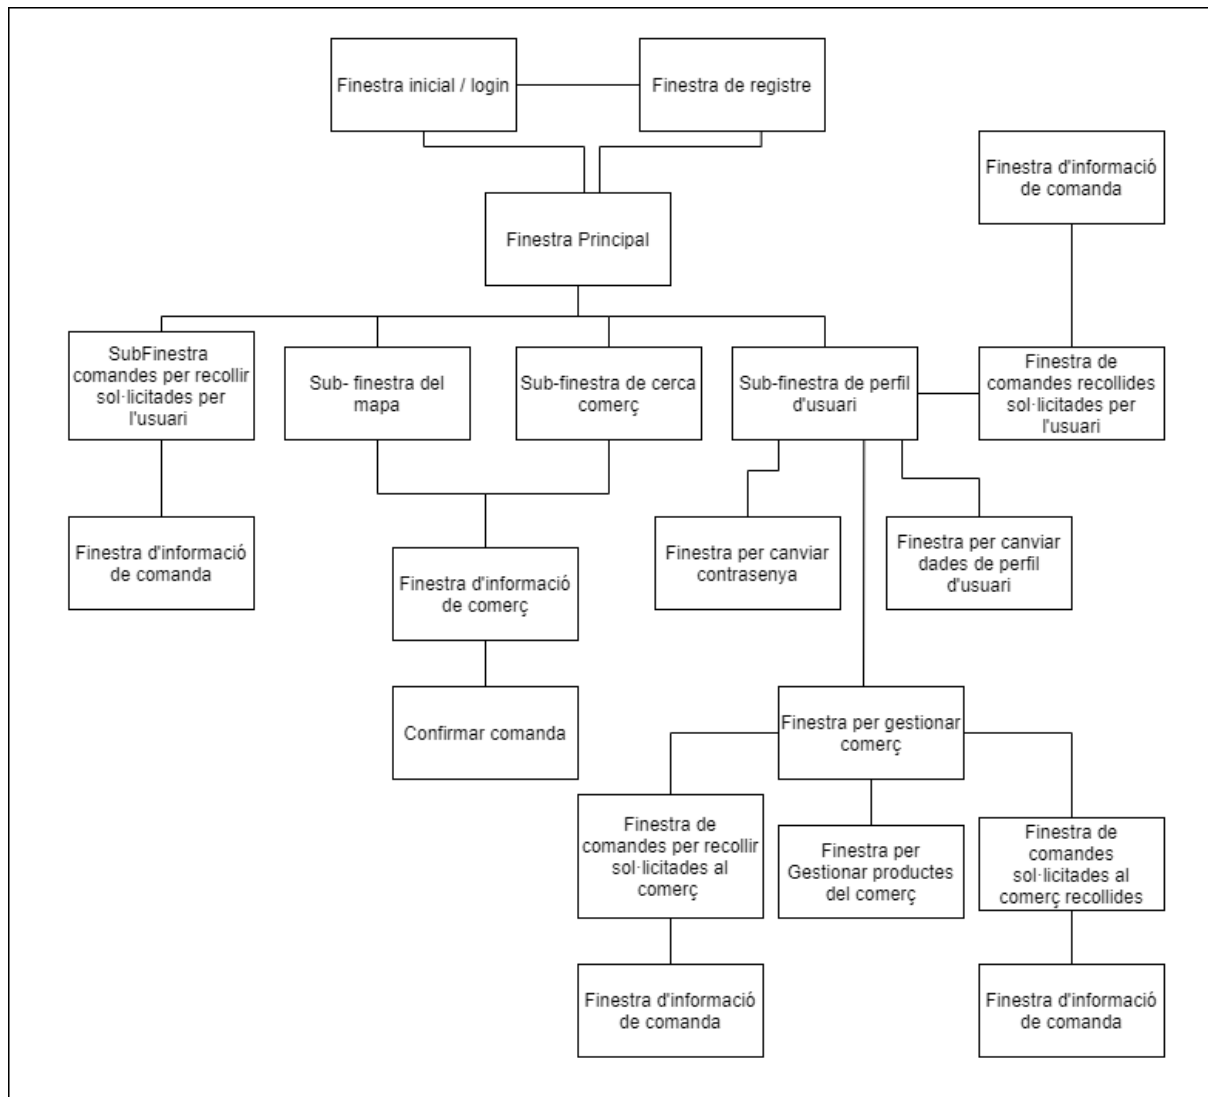 Finestra inicial / login
Finestra de registre
Finestra d'informació
de comanda
Finestra Principal
SubFinestra
comandes per recollir
sol·licitades per
l'usuari
Sub- finestra del
mapa
Sub-finestra de cerca
comerç
Sub-finestra de perfil
d'usuari
Finestra de
comandes recollides
sol·licitades per
l'usuari
Finestra d'informació
de comanda
Finestra d'informació
de comerç
Finestra per canviar
contrasenya
Finestra per canviar
dades de perfil
d'usuari
Confirmar comanda
Finestra per gestionar
comerç
Finestra de
comandes per recollir
sol·licitades al
comerç
Finestra per
Gestionar productes
del comerç
Finestra de
comandes
sol·licitades al
comerç recollides
Finestra d'informació
de comanda
Finestra d'informació
de comanda